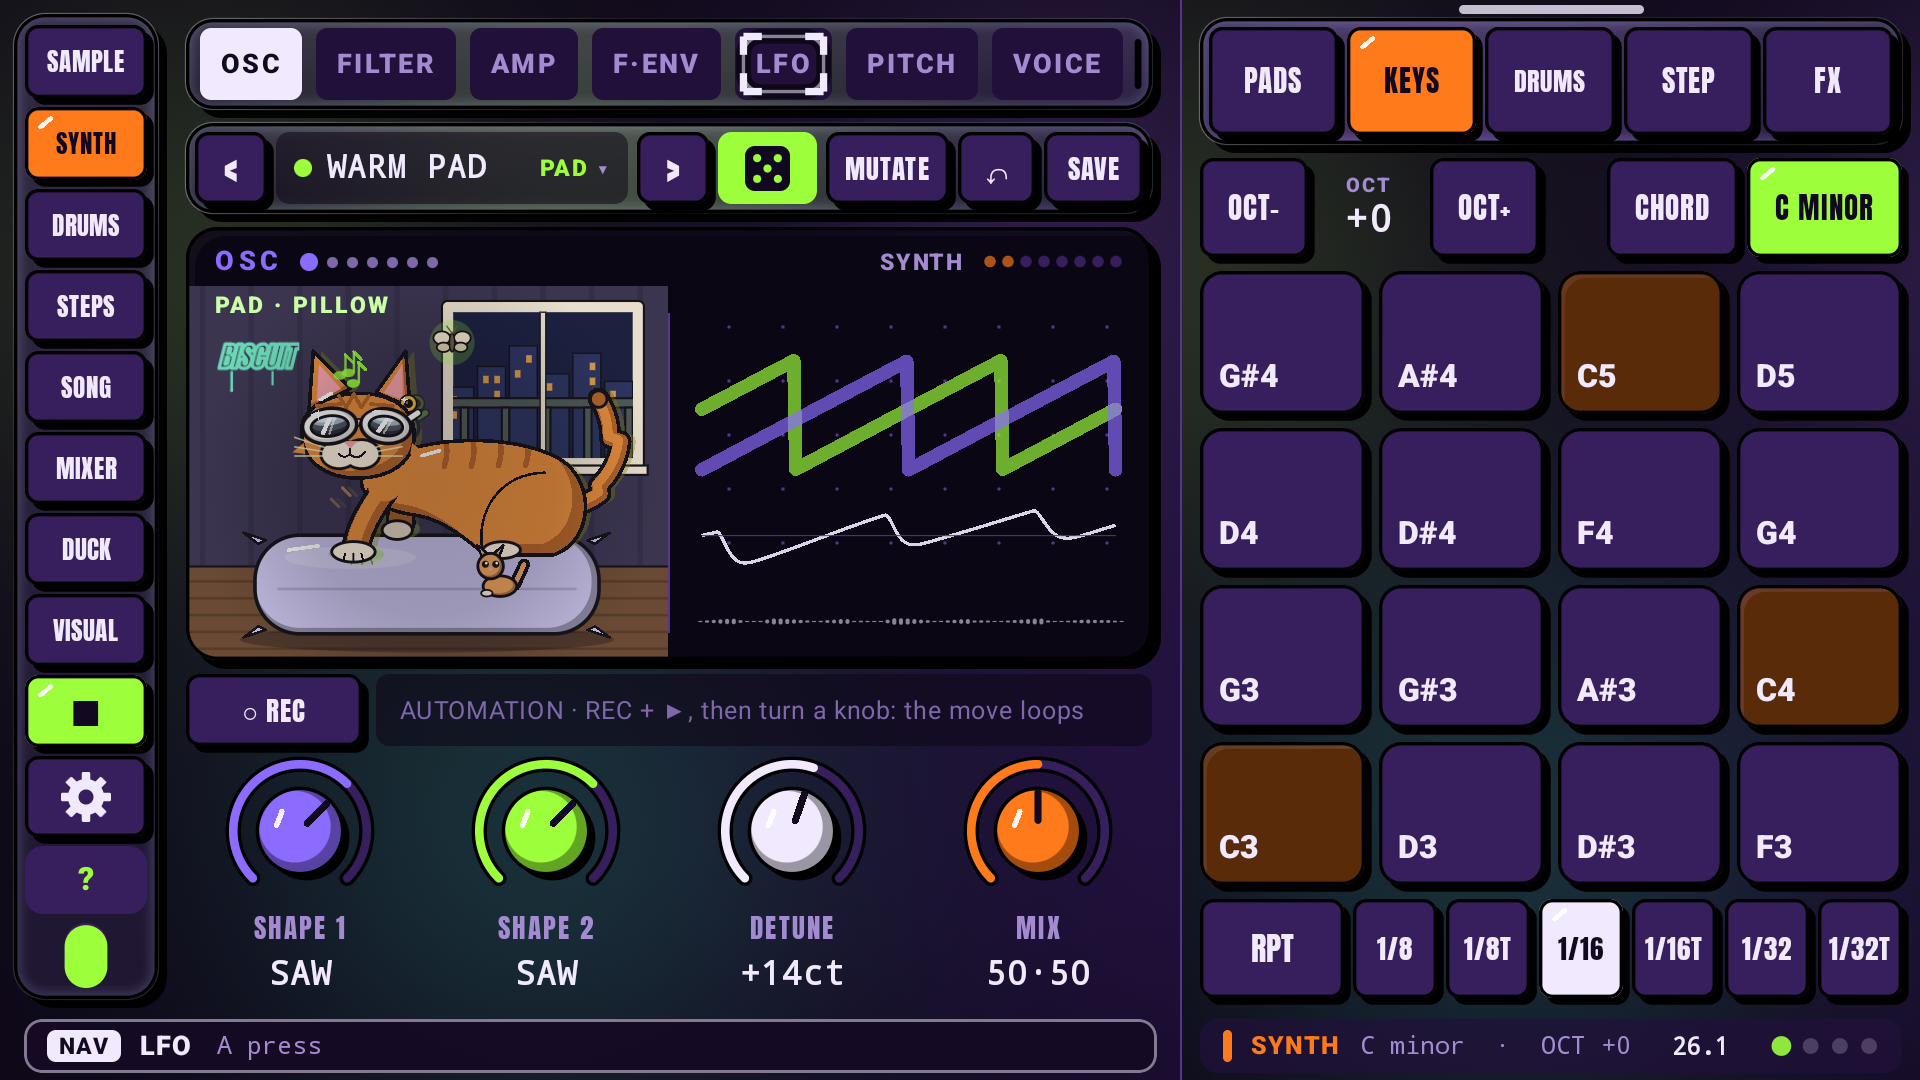 SAMPLE
SYNTH
DRUMS
STEPS
SONG
MIXER
DUCK
VISUAL
?
OSC FILTER AMP F·ENV LFO PITCH VOICE
< WARM PAD PAD ▾ > MUTATE SAVE
OSC SYNTH
PAD · PILLOW
BISCUIT
○ REC AUTOMATION · REC + ►, then turn a knob: the move loops
SHAPE 1 SHAPE 2 DETUNE MIX
SAW SAW +14ct 50·50
NAV LFO A press
PADS KEYS DRUMS STEP FX
OCT- OCT +0 OCT+ CHORD C MINOR
G#4 A#4 C5 D5
D4 D#4 F4 G4
G3 G#3 A#3 C4
C3 D3 D#3 F3
RPT 1/8 1/8T 1/16 1/16T 1/32 1/32T
SYNTH C minor · OCT +0 26.1